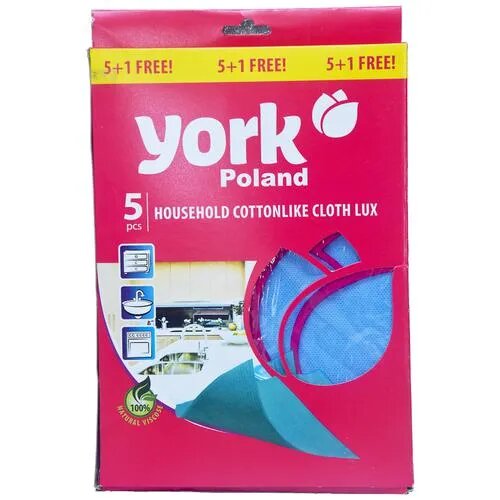 5+1 FREE! 5+1 FREE! 5+1 FREE!
york
Poland
5 pcs
HOUSEHOLD COTTONLIKE CLOTH LUX
100%
NATURAL VISCOSE